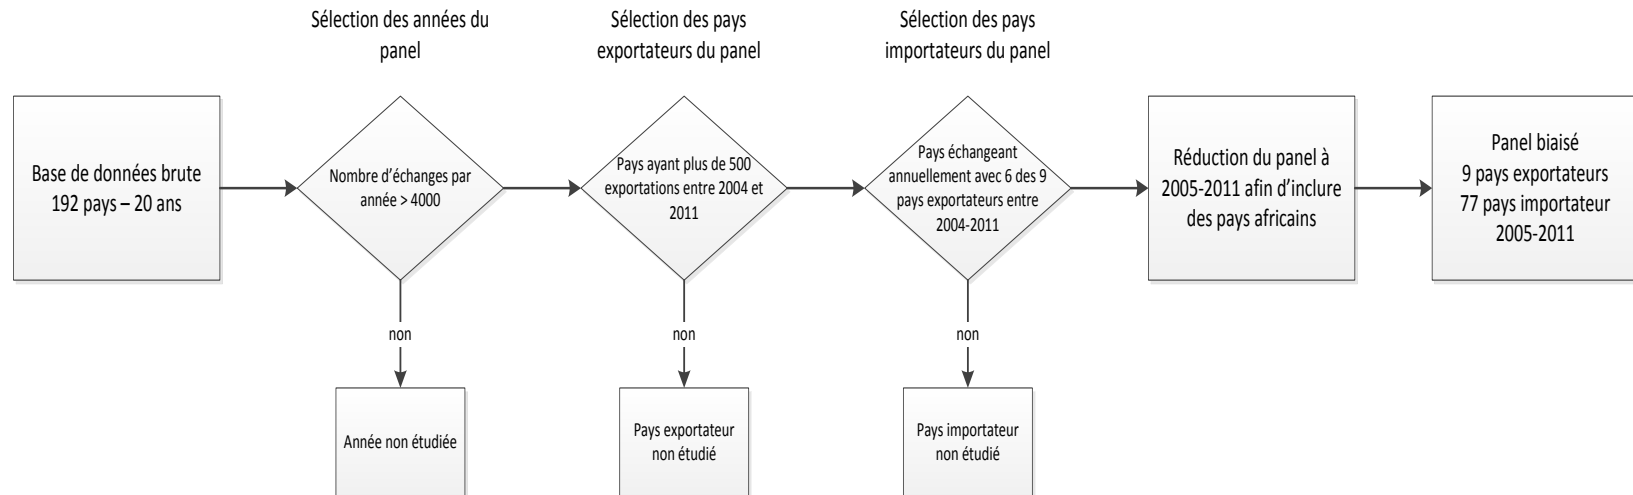 Sélection des années du
panel
Sélection des pays
exportateurs du panel
Sélection des pays
importateurs du panel
Base de données brute
192 pays – 20 ans
Nombre d’échanges par
année > 4000
Pays ayant plus de 500
exportations entre 2004 et
2011
Pays échangeant
annuellement avec 6 des 9
pays exportateurs entre
2004-2011
Réduction du panel à
2005-2011 afin d’inclure
des pays africains
Panel biaisé
9 pays exportateurs
77 pays importateur
2005-2011
non
non
non
Année non étudiée
Pays exportateur
non étudié
Pays importateur
non étudié